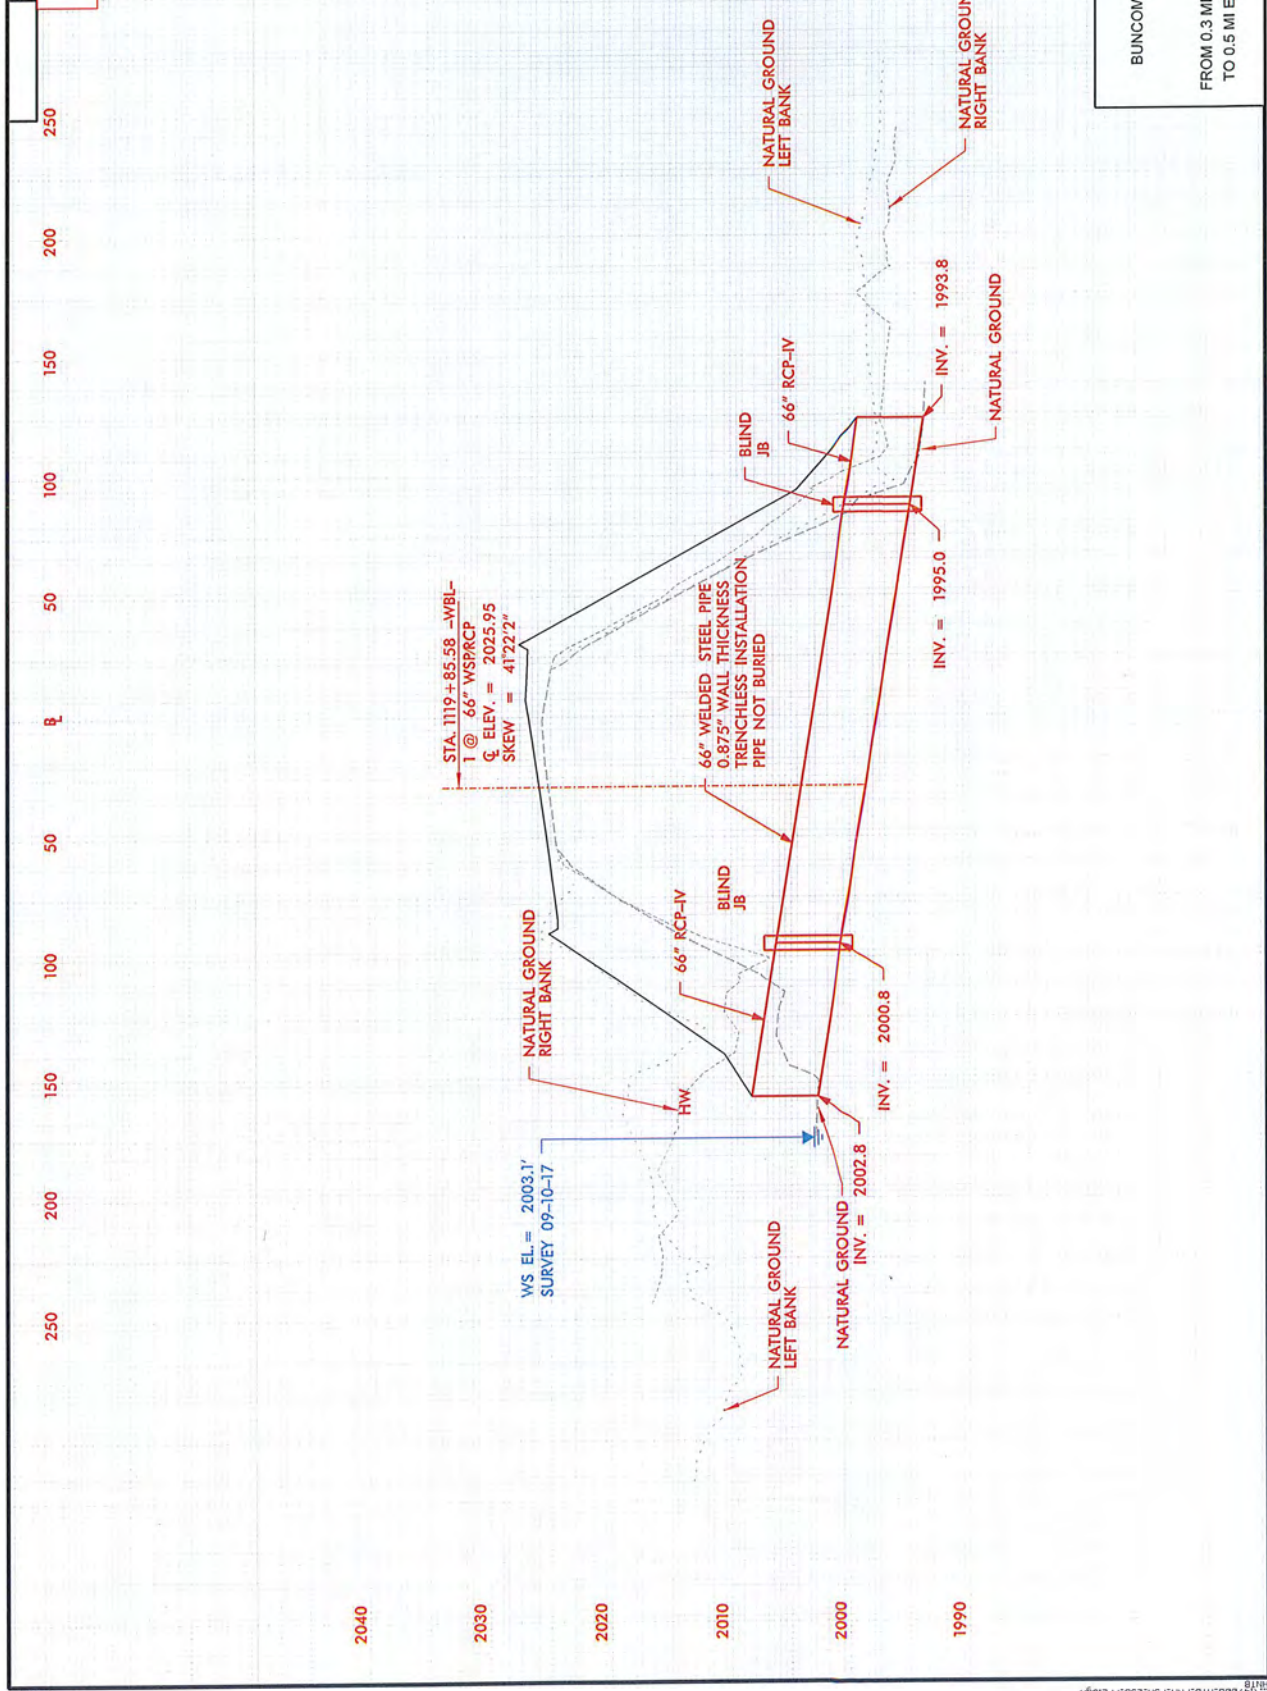 250
200
150
100
50
B
L
50
100
150
200
250
2040
2030
2020
2010
2000
1990
STA. 1119+85.58 -WBL-
1 @ 66" WSP/RCP
C
L ELEV. = 2025.95
SKEW = 41°22'2"
NATURAL GROUND
RIGHT BANK
HW
WS EL.= 2003.1'
SURVEY 09-10-17
NATURAL GROUND
LEFT BANK
NATURAL GROUND
INV. = 2002.8
INV. = 2000.8
66" RCP-IV
BLIND
JB
66" WELDED STEEL PIPE
0.875" WALL THICKNESS
TRENCHLESS INSTALLATION
PIPE NOT BURIED
BLIND
JB
66" RCP-IV
INV. = 1995.0
INV. = 1993.8
NATURAL GROUND
NATURAL GROUND
LEFT BANK
NATURAL GROUN
RIGHT BANK
BUNCOM
FROM 0.3 MI
TO 0.5 MI E